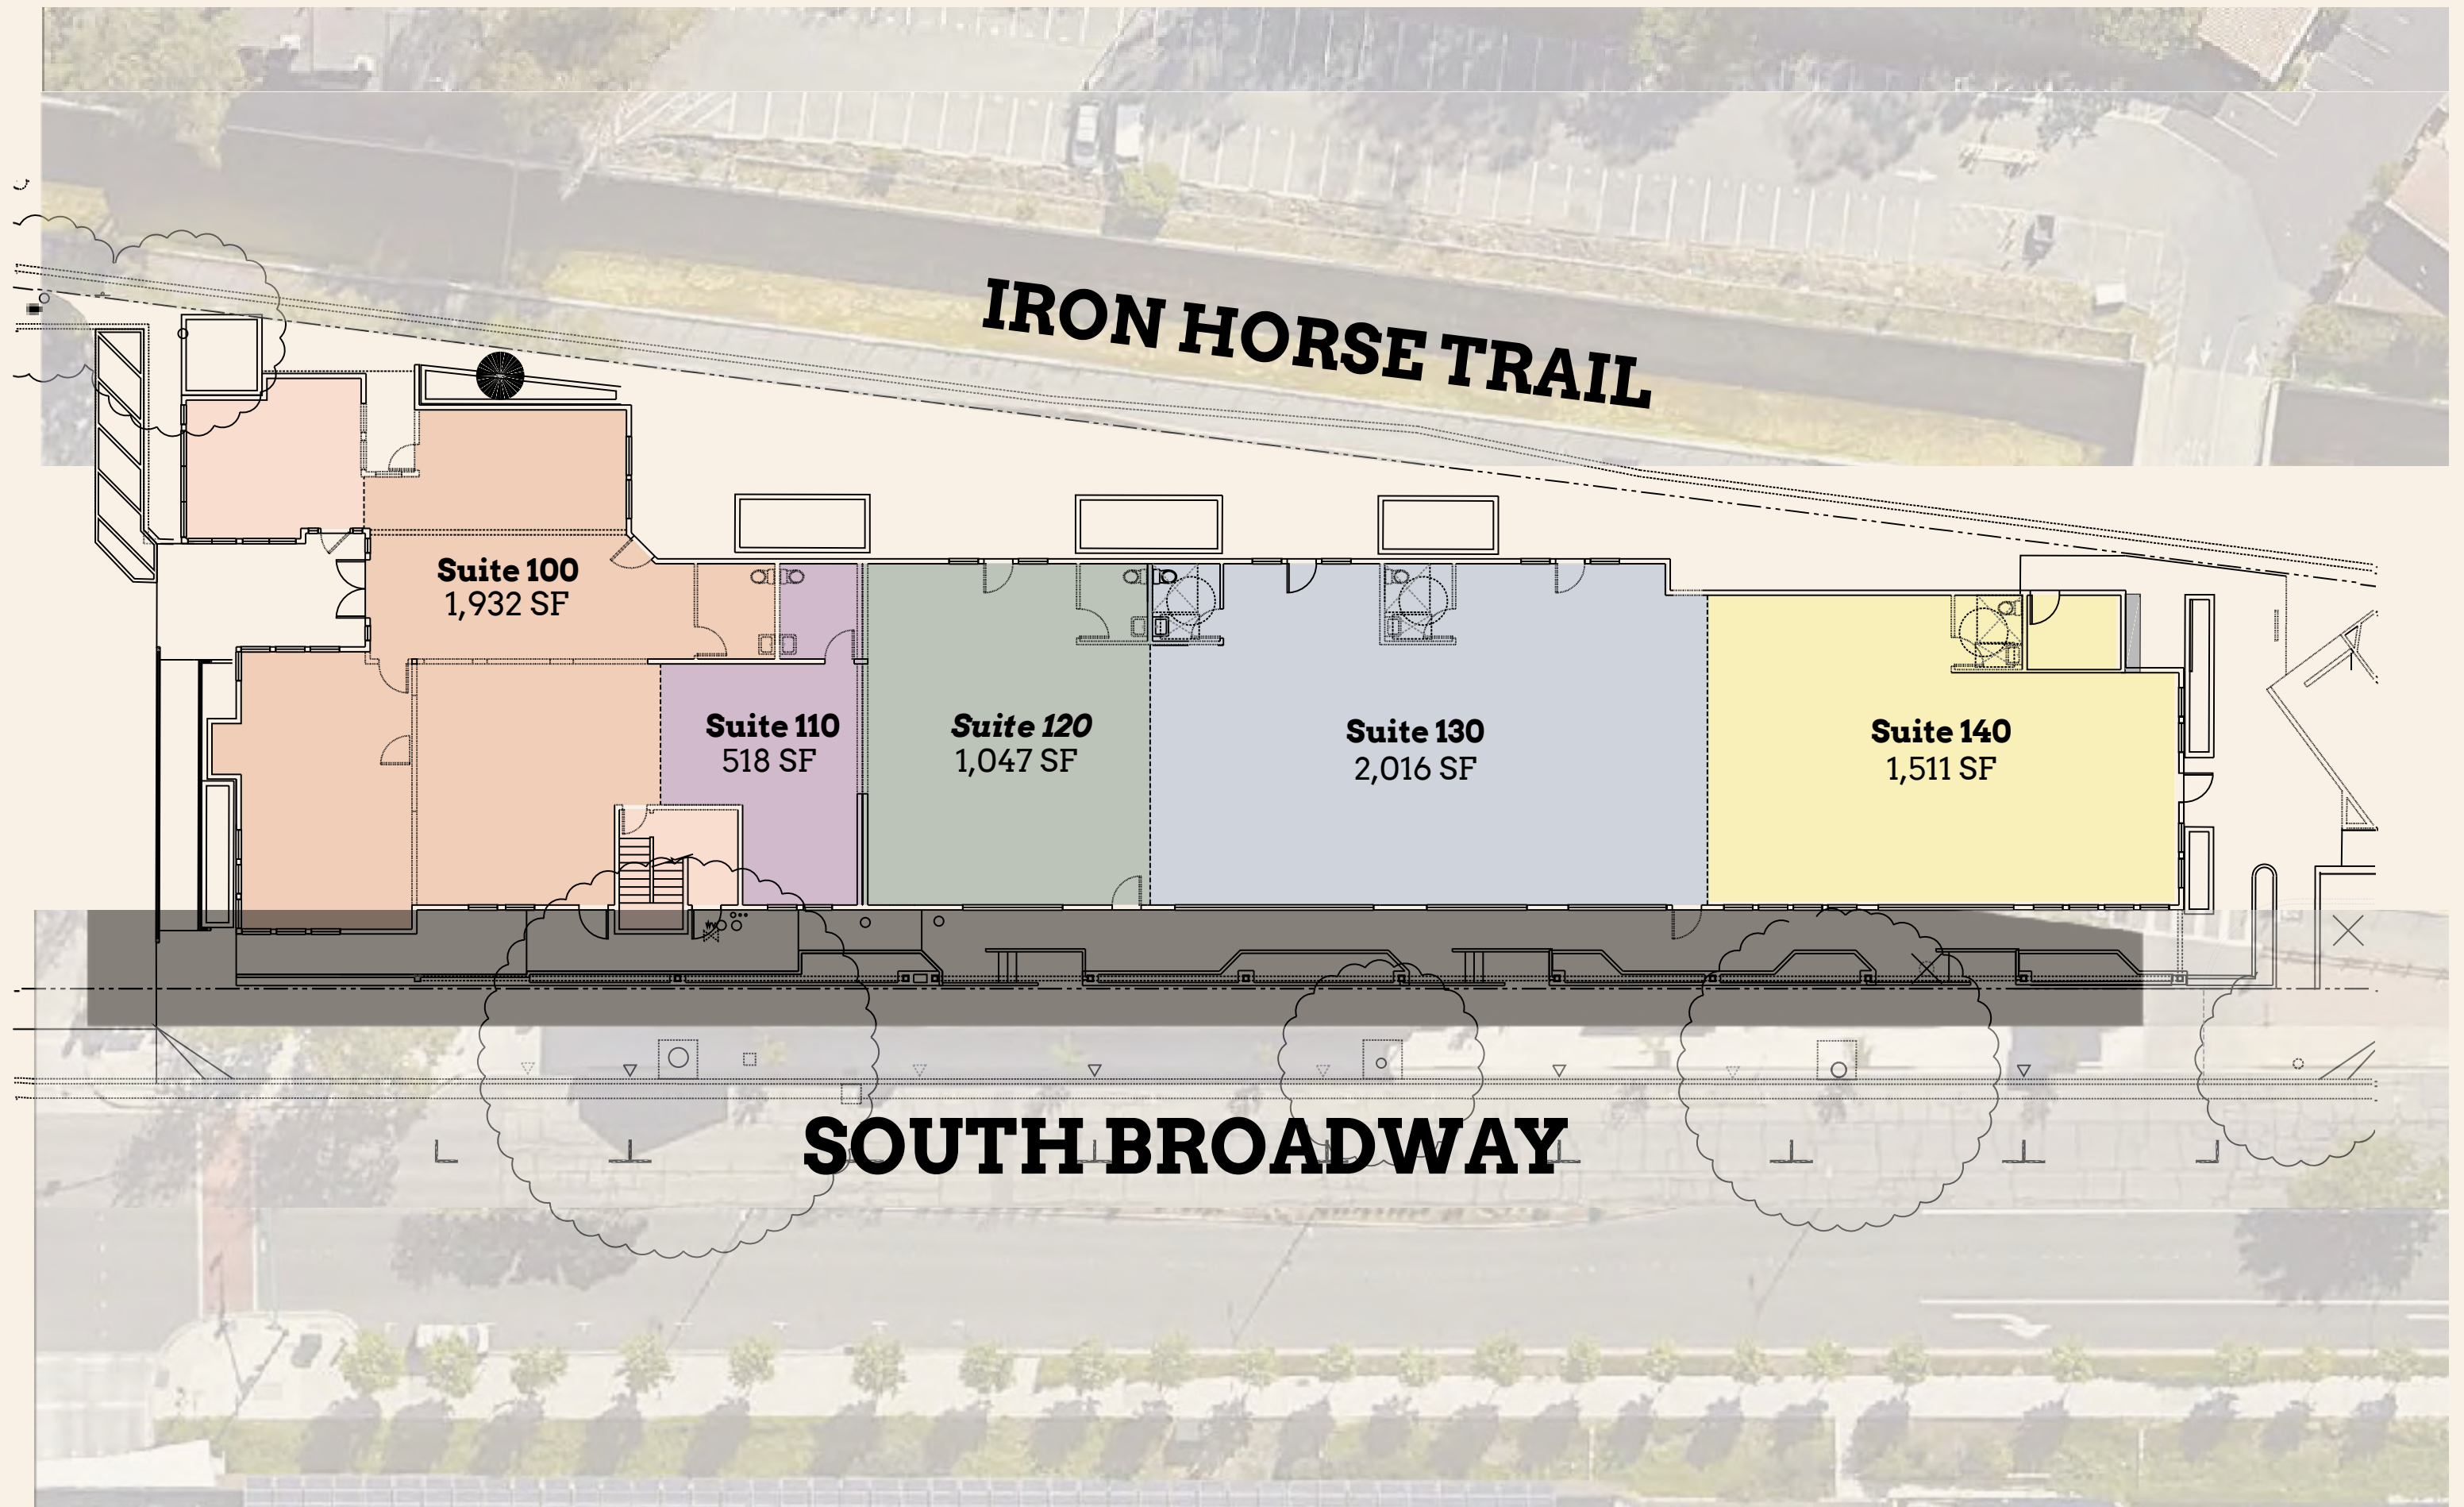 IRON HORSE TRAIL
Suite 100
1,932 SF
Suite 110
518 SF
Suite 120
1,047 SF
Suite 130
2,016 SF
Suite 140
1,511 SF
SOUTH BROADWAY